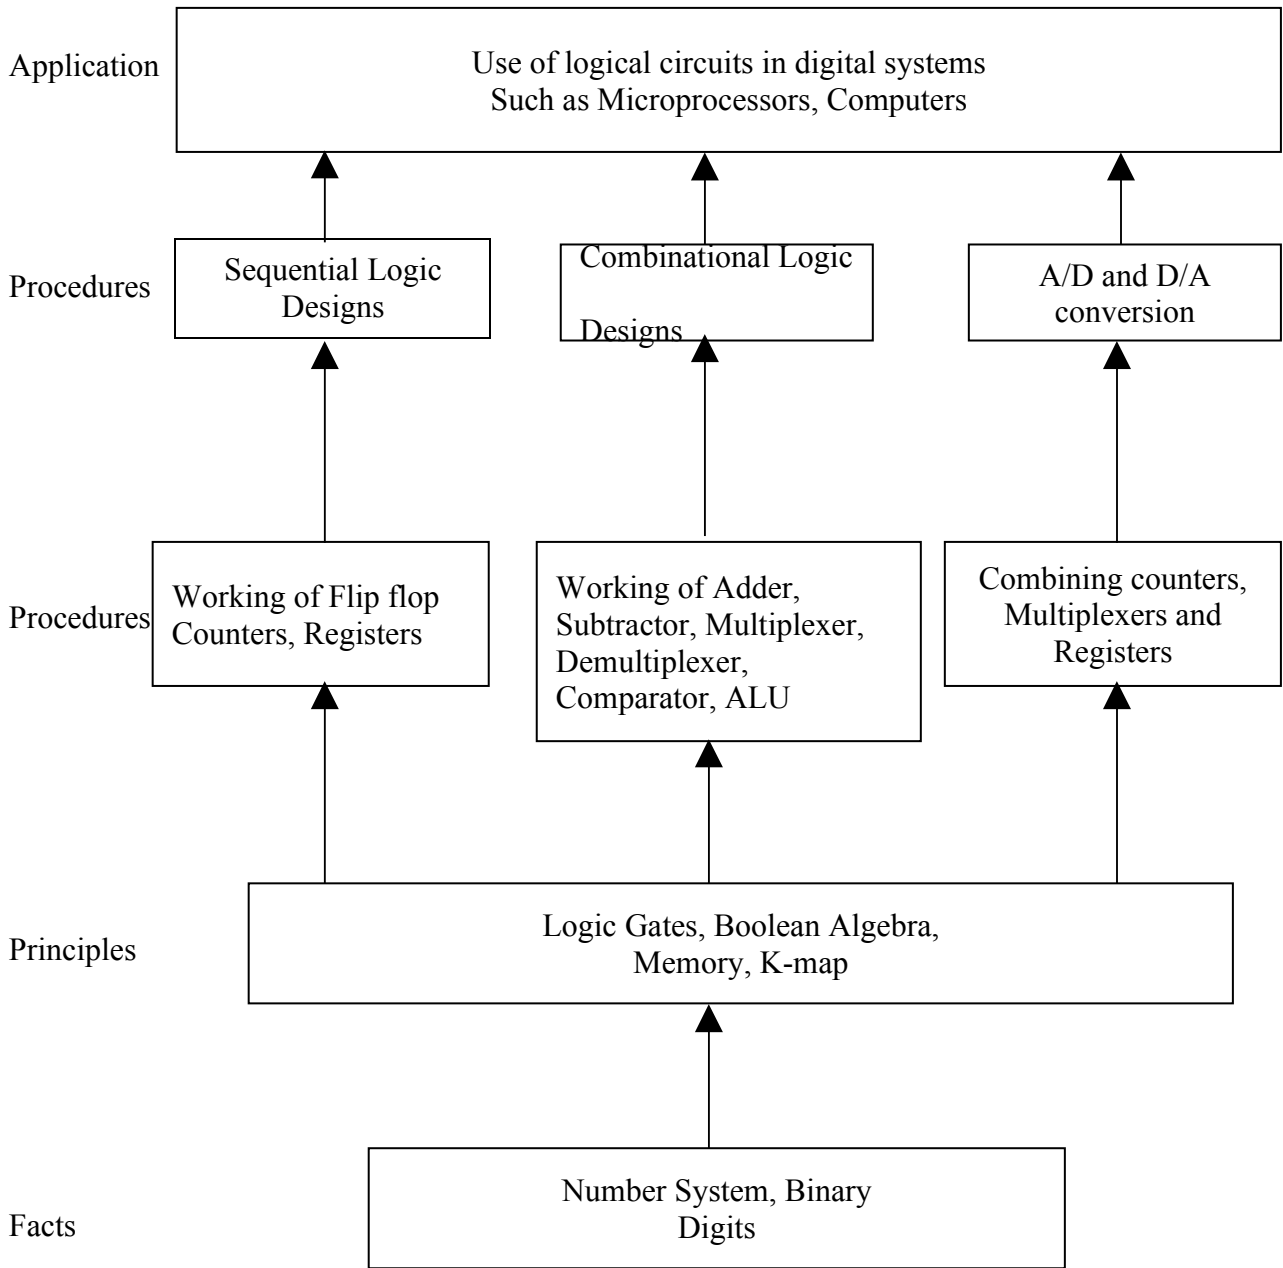 Application
Use of logical circuits in digital systems
Such as Microprocessors, Computers
Procedures
Sequential Logic
Designs
Combinational Logic
Designs
A/D and D/A
conversion
Procedures
Working of Flip flop
Counters, Registers
Working of Adder,
Subtractor, Multiplexer,
Demultiplexer,
Comparator, ALU
Combining counters,
Multiplexers and
Registers
Principles
Logic Gates, Boolean Algebra,
Memory, K-map
Facts
Number System, Binary
Digits